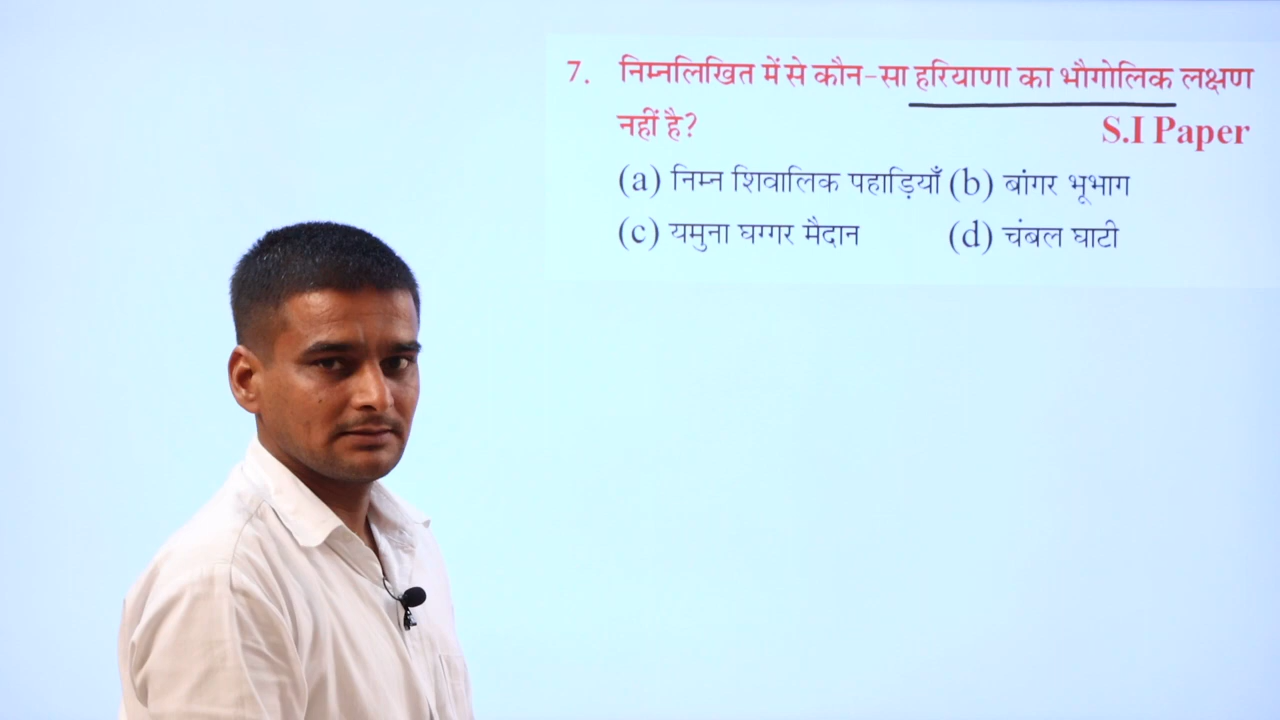 7. निम्नलिखित में से कौन-सा हरियाणा का भौगोलिक लक्षण
नहीं है?
S.I Paper
(a) निम्न शिवालिक पहाड़ियाँ (b) बांगर भूभाग
(c) यमुना घग्गर मैदान (d) चंबल घाटी